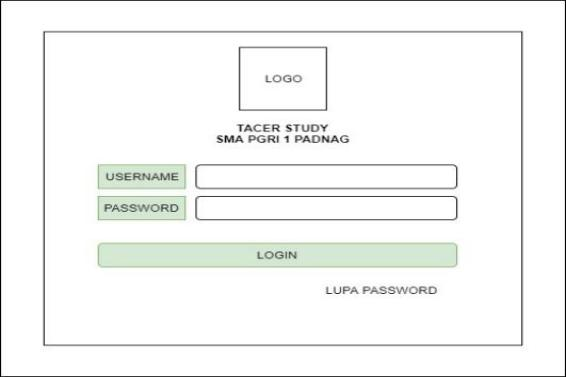 LOGO
TACER STUDY
SMA PGRI 1 PADNAG
USERNAME
PASSWORD
LOGIN
LUPA PASSWORD